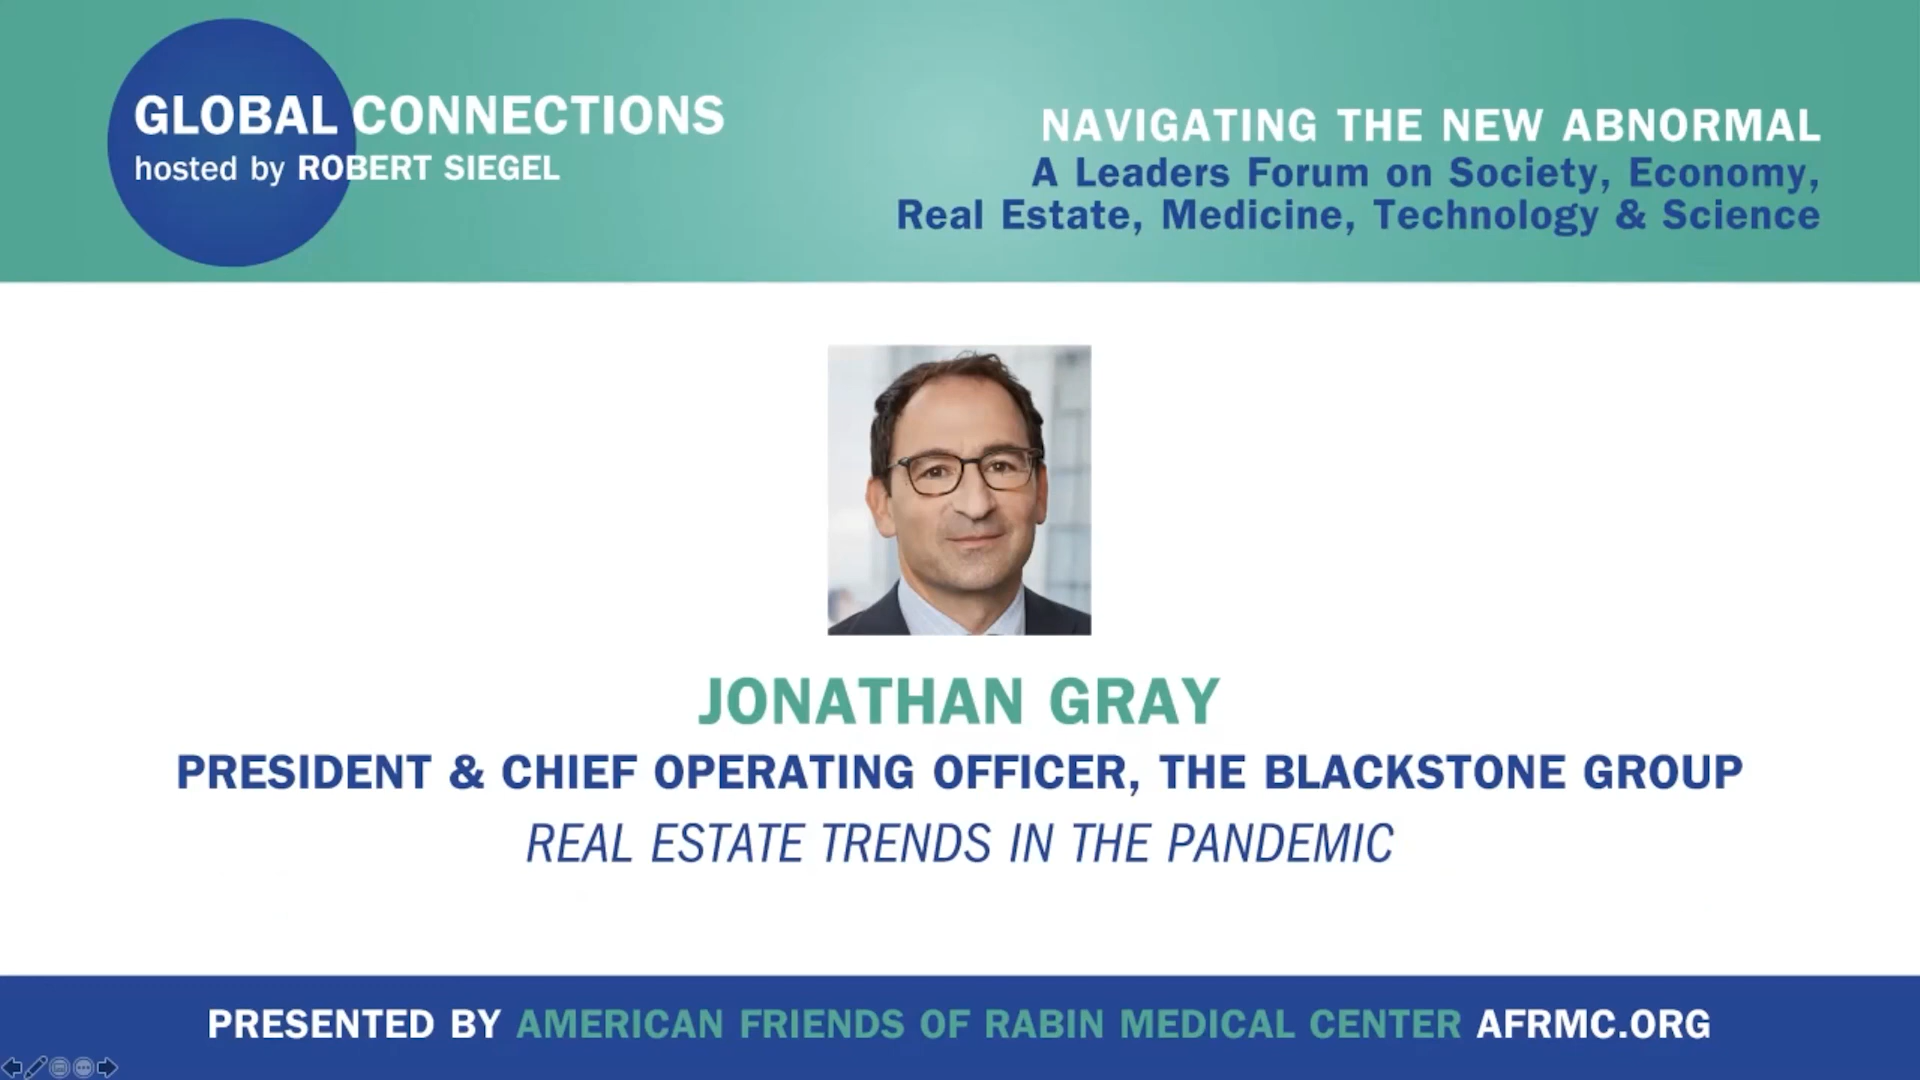 GLOBAL CONNECTIONS
hosted by ROBERT SIEGEL
NAVIGATING THE NEW ABNORMAL
A Leaders Forum on Society, Economy,
Real Estate, Medicine, Technology & Science
JONATHAN GRAY
PRESIDENT & CHIEF OPERATING OFFICER, THE BLACKSTONE GROUP
REAL ESTATE TRENDS IN THE PANDEMIC
PRESENTED BY AMERICAN FRIENDS OF RABIN MEDICAL CENTER AFRMC.ORG